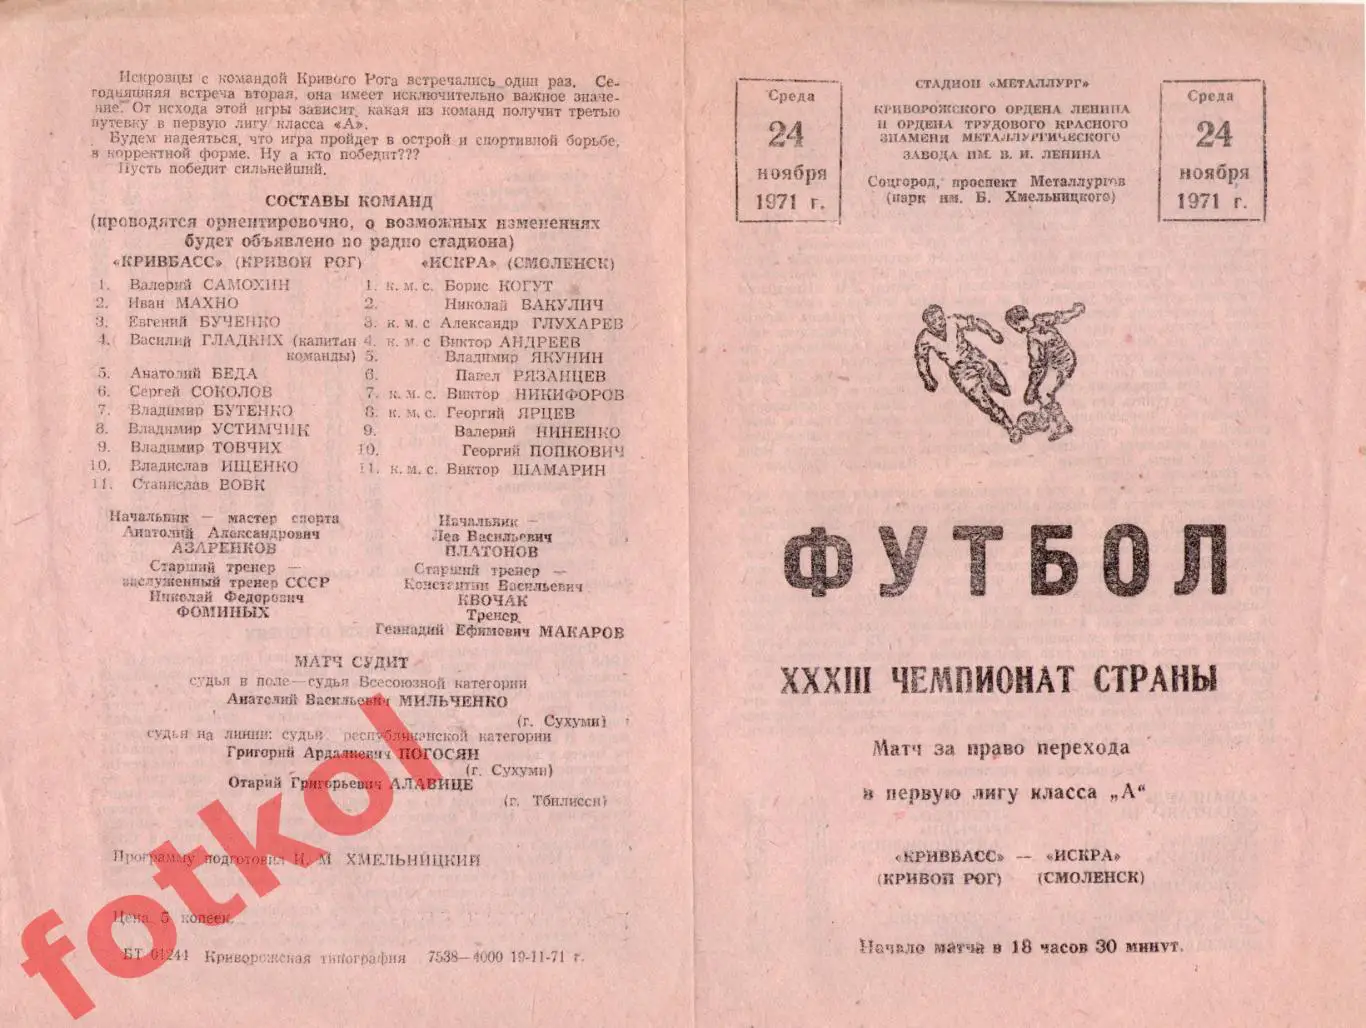 Искровцы с командой Кривого Рога встречались один раз. Се-
годняшняя встреча вторая, она имеет исключительно важное значе-
ние. От исхода этой игры зависит, какая из команд получит третью
путевку в первую лигу класса «А».
Будем надеяться, что игра пройдет в острой и спортивной борьбе,
в корректной форме. Ну а кто победит???
Пусть победит сильнейший.
СОСТАВЫ КОМАНД
(проводятся ориентировочно, о возможных изменениях
будет объявлено по радио стадиона)
«КРИВБАСС» (КРИВОЙ РОГ)
1. Валерий САМОХИН
2. Иван МАХНО
3. Евгений БУЧЕНКО
4. Василий ГЛАДКИХ (капитан
команды)
5. Анатолий БЕДА
6. Сергей СОКОЛОВ
7. Владимир БУТЕНКО
8. Владимир УСТИМЧИК
9. Владимир ТОВЧИХ
10. Владислав ИЩЕНКО
11. Станислав ВОВК
«ИСКРА» (СМОЛЕНСК)
1. к. м. с. Борис КОГУТ
2. Николай ВАКУЛИЧ
3. к. м. с Александр ГЛУХАРЕВ
4. к. м. с Виктор АНДРЕЕВ
5. Владимир ЯКУНИН
6. Павел РЯЗАНЦЕВ
7. к. м. с. Виктор НИКИФОРОВ
8. к. м. с. Георгий ЯРЦЕВ
9. Валерий НИНЕНКО
10. Георгий ПОПКОВИЧ
11. к. м. с. Виктор ШАМАРИН
Начальник — мастер спорта
Анатолий Александрович
АЗАРЕНКОВ
Старший тренер —
заслуженный тренер СССР
Николай Федорович
ФОМИНЫХ
Начальник —
Лев Васильевич
ПЛАТОНОВ
Старший тренер —
Константин Васильевич
КВОЧАК
Тренер
Геннадий Ефимович МАКАРОВ
МАТЧ СУДИТ
судья в поле—судья Всесоюзной категории
Анатолий Васильевич МИЛЬЧЕНКО
(г. Сухуми)
судья на линии: судьи республиканской категории
Григорий Ардалиевич ПОГОСЯН
(г. Сухуми)
Отарий Григорьевич АЛАВИЦЕ
(г. Тбилиси)
Программу подготовил И. М ХМЕЛЬНИЦКИЙ
Цена 5 копеек.
БТ 01244 Криворожская типография 7538—4000 19-11-71 г.
Среда
24
ноября
1971 г.
СТАДИОН «МЕТАЛЛУРГ»
КРИВОРОЖСКОГО ОРДЕНА ЛЕНИНА
И ОРДЕНА ТРУДОВОГО КРАСНОГО
ЗНАМЕНИ МЕТАЛЛУРГИЧЕСКОГО
ЗАВОДА ИМ. В. И. ЛЕНИНА
Соцгород, проспект Металлургов
(парк им. Б. Хмельницкого)
Среда
24
ноября
1971 г.
ФУТБОЛ
XXXIII ЧЕМПИОНАТ СТРАНЫ
Матч за право перехода
в первую лигу класса „А“
«КРИВБАСС» — «ИСКРА»
(КРИВОЙ РОГ) (СМОЛЕНСК)
Начало матча в 18 часов 30 минут.
fotkol